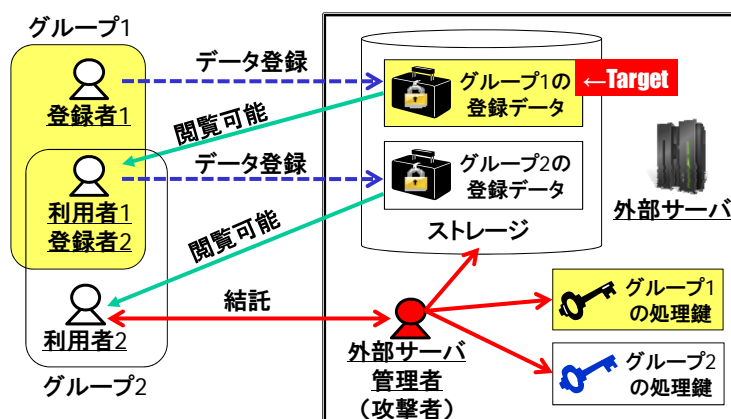 グループ1
登録者1
利用者1
登録者2
利用者2
グループ2
データ登録
閲覧可能
データ登録
閲覧可能
結託
グループ1の
登録データ
←Target
グループ2の
登録データ
ストレージ
外部サーバ
外部サーバ
管理者
(攻撃者)
グループ1
の処理鍵
グループ2
の処理鍵